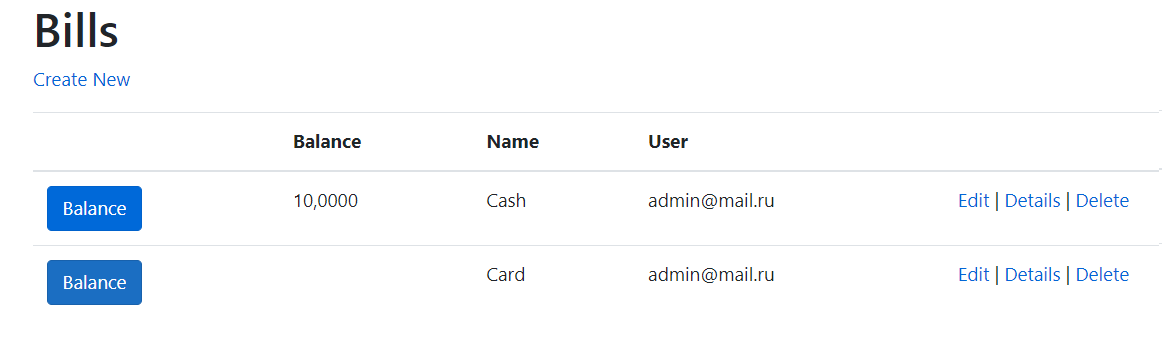 Bills
Create New
Balance Name User
Balance 10,0000 Cash admin@mail.ru Edit | Details | Delete
Balance Card admin@mail.ru Edit | Details | Delete